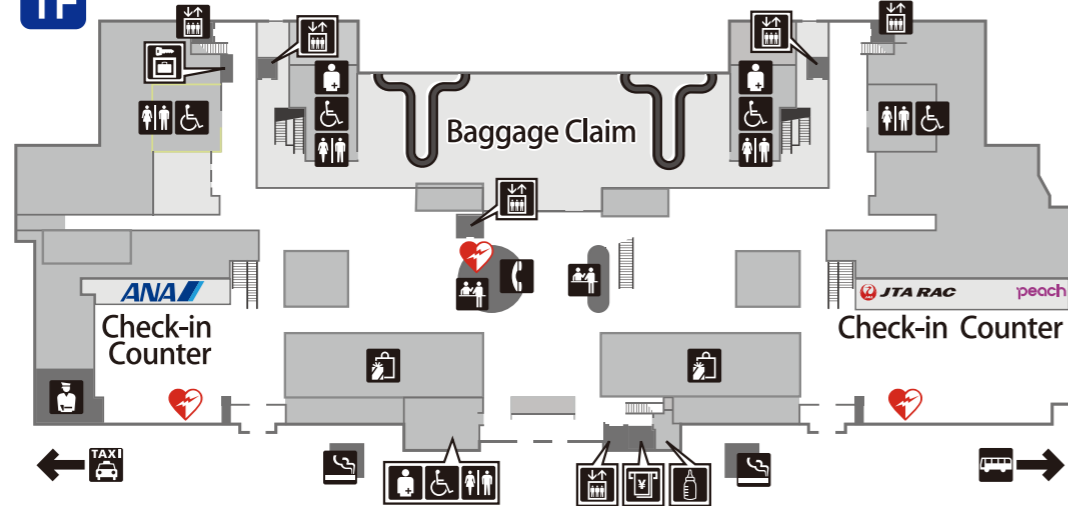 1F
Baggage Claim
ANA
JTA RAC
peach
Check-in
Counter
Check-in Counter
TAXI
¥